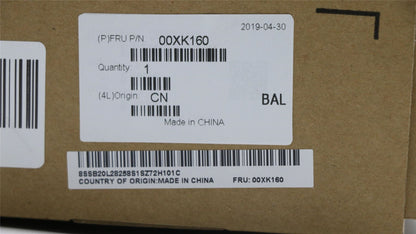 2019-04-30
(P)FRU P/N 00XK160
Quantity: 1
(4L)Origin: CN
BAL
Made in CHINA
8SSB20L28258S1SZ72H101C
COUNTRY OF ORIGIN:MADE IN CHINA FRU: 00XK160